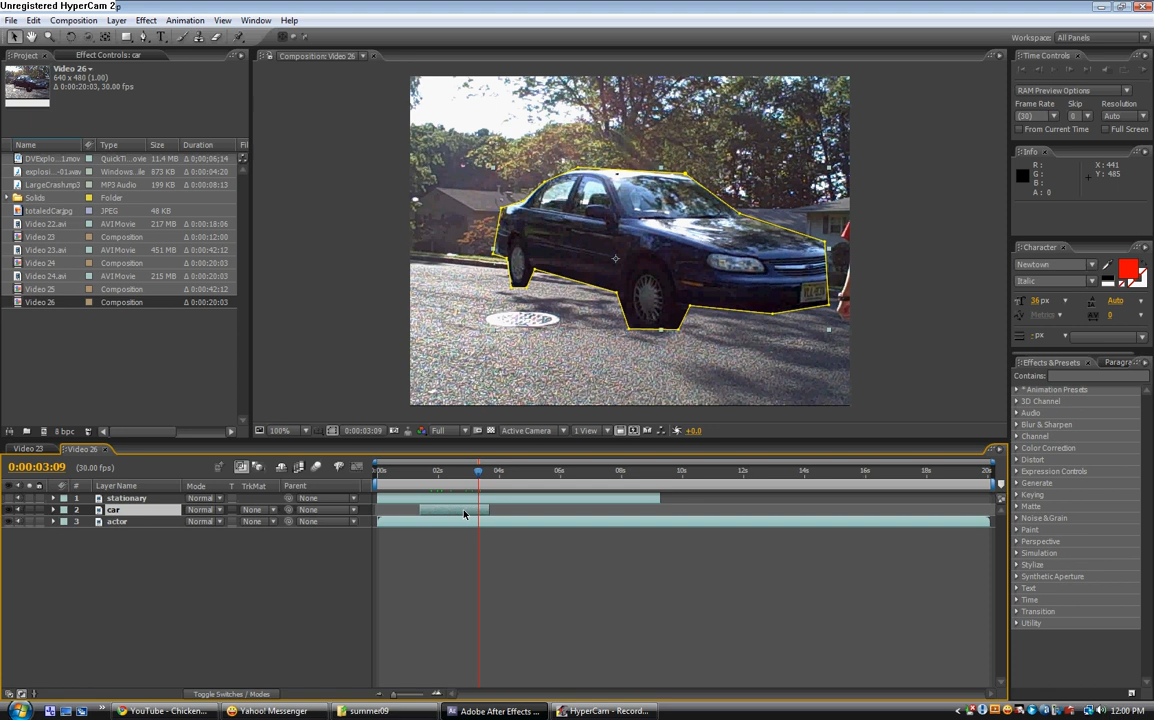 Unregistered HyperCam 2
File Edit Composition Layer Effect Animation View Window Help
Workspace: All Panels
Project Effect Controls: car
Composition: Video 26
Time Controls
Video 26
640 x 480 (1.00)
Δ 0:00:20:03, 30.00 fps
RAM Preview Options
Frame Rate Skip Resolution
(30) 0 Auto
From Current Time Full Screen
Name Type Size Duration Fil
DVExplo...1.mov QuickTi...ovie 11.4 MB Δ 0;00;06;14
explosi...-01.wav Windows...ile 873 KB Δ 0:00:04:20
LargeCrash.mp3 MP3 Audio 199 KB Δ 0:00:08:13
Solids Folder
totaledCar.jpg JPEG 48 KB
Video 22.avi AVI Movie 217 MB Δ 0:00:18:06
Video 23 Composition Δ 0:00:12:00
Video 23.avi AVI Movie 451 MB Δ 0:00:42:12
Video 24 Composition Δ 0:00:20:03
Video 24.avi AVI Movie 215 MB Δ 0:00:20:03
Video 25 Composition Δ 0:00:42:12
Video 26 Composition Δ 0:00:20:03
8 bpc
Info
R : X : 441
G : Y : 485
B :
A : 0
Character
Newtown
Italic
36 px Auto
Metrics 0
- px
Effects & Presets Paragra
Contains:
*Animation Presets
3D Channel
Audio
Blur & Sharpen
Channel
Color Correction
Distort
Expression Controls
Generate
Keying
Matte
Noise & Grain
Paint
Perspective
Simulation
Stylize
Synthetic Aperture
Text
Time
Transition
Utility
100% 0:00:03:09 Full Active Camera 1 View +0.0
Video 23 Video 26
0:00:03:09 (30.00 fps)
:00s 02s 04s 06s 08s 10s 12s 14s 16s 18s 20s
# Layer Name Mode T TrkMat Parent
1 stationary Normal None
2 car Normal None None
3 actor Normal None None
Toggle Switches / Modes
YouTube - Chicken... Yahoo! Messenger summer09 Adobe After Effects ... HyperCam - Record... 12:00 PM